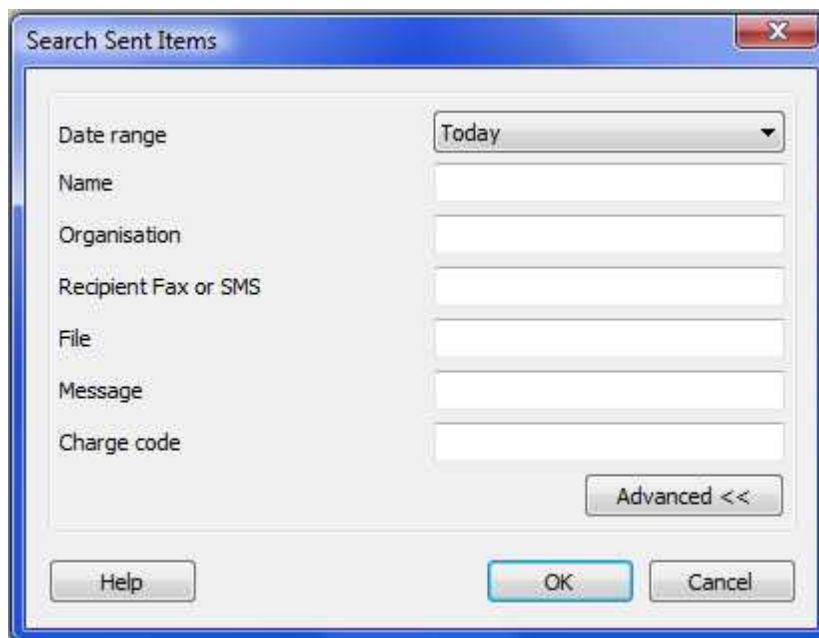 Search Sent Items
Date range Today
Name
Organisation
Recipient Fax or SMS
File
Message
Charge code
Advanced <<
Help OK Cancel